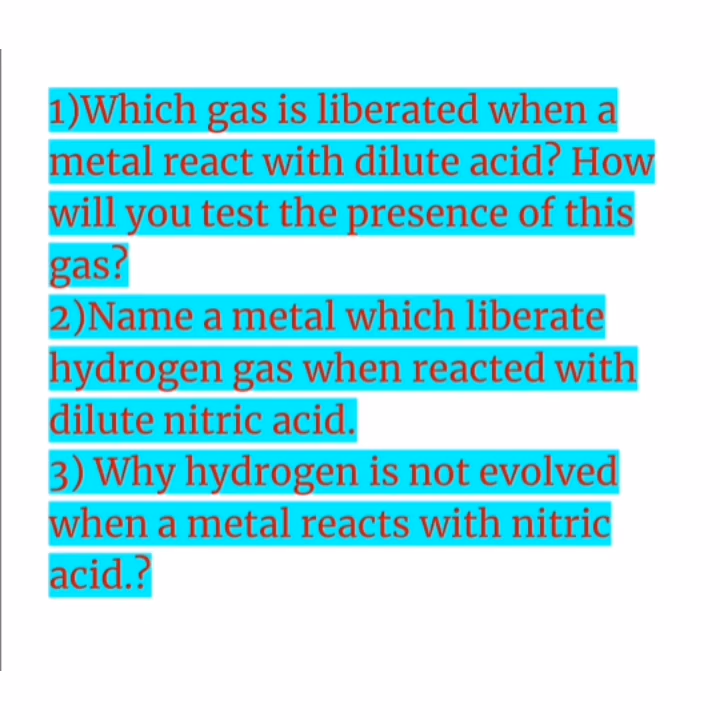 1)Which gas is liberated when a
metal react with dilute acid? How
will you test the presence of this
gas?
2)Name a metal which liberate
hydrogen gas when reacted with
dilute nitric acid.
3) Why hydrogen is not evolved
when a metal reacts with nitric
acid.?